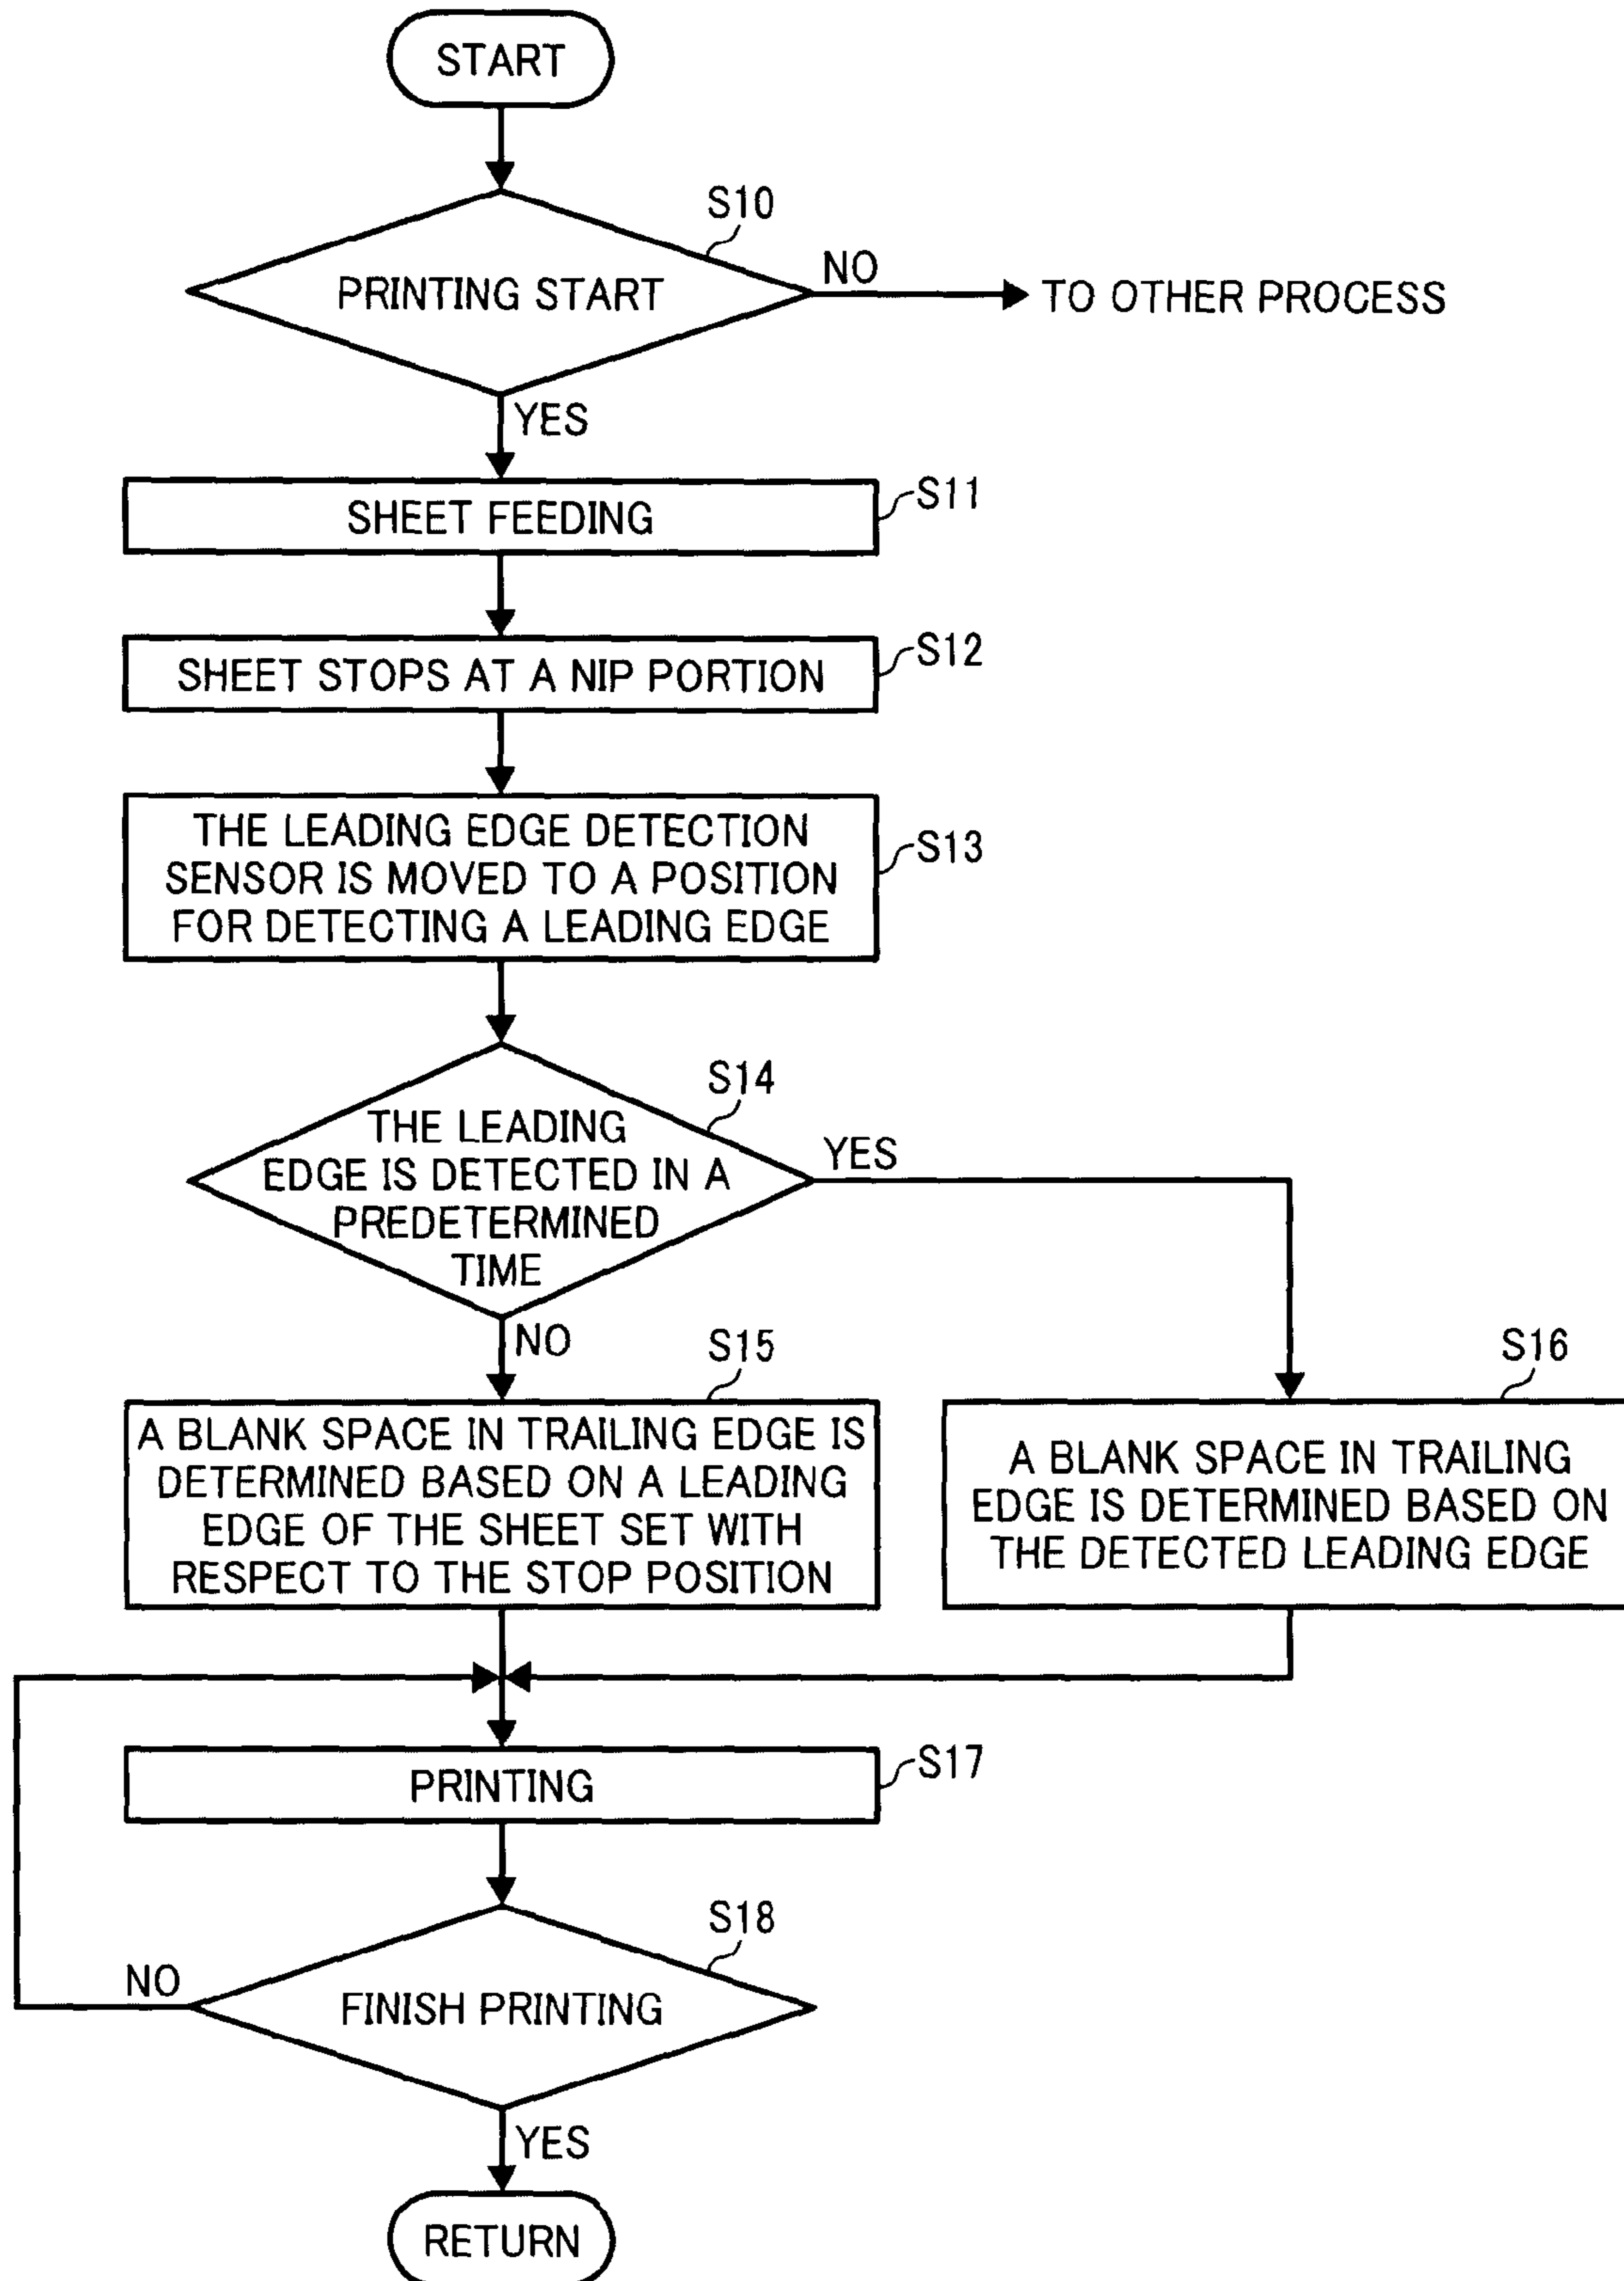 START
S10
PRINTING START
NO
TO OTHER PROCESS
YES
SHEET FEEDING
S11
SHEET STOPS AT A NIP PORTION
S12
THE LEADING EDGE DETECTION
SENSOR IS MOVED TO A POSITION
FOR DETECTING A LEADING EDGE
S13
S14
THE LEADING
EDGE IS DETECTED IN A
PREDETERMINED
TIME
YES
NO
S15
A BLANK SPACE IN TRAILING EDGE IS
DETERMINED BASED ON A LEADING
EDGE OF THE SHEET SET WITH
RESPECT TO THE STOP POSITION
S16
A BLANK SPACE IN TRAILING
EDGE IS DETERMINED BASED ON
THE DETECTED LEADING EDGE
PRINTING
S17
S18
NO
FINISH PRINTING
YES
RETURN